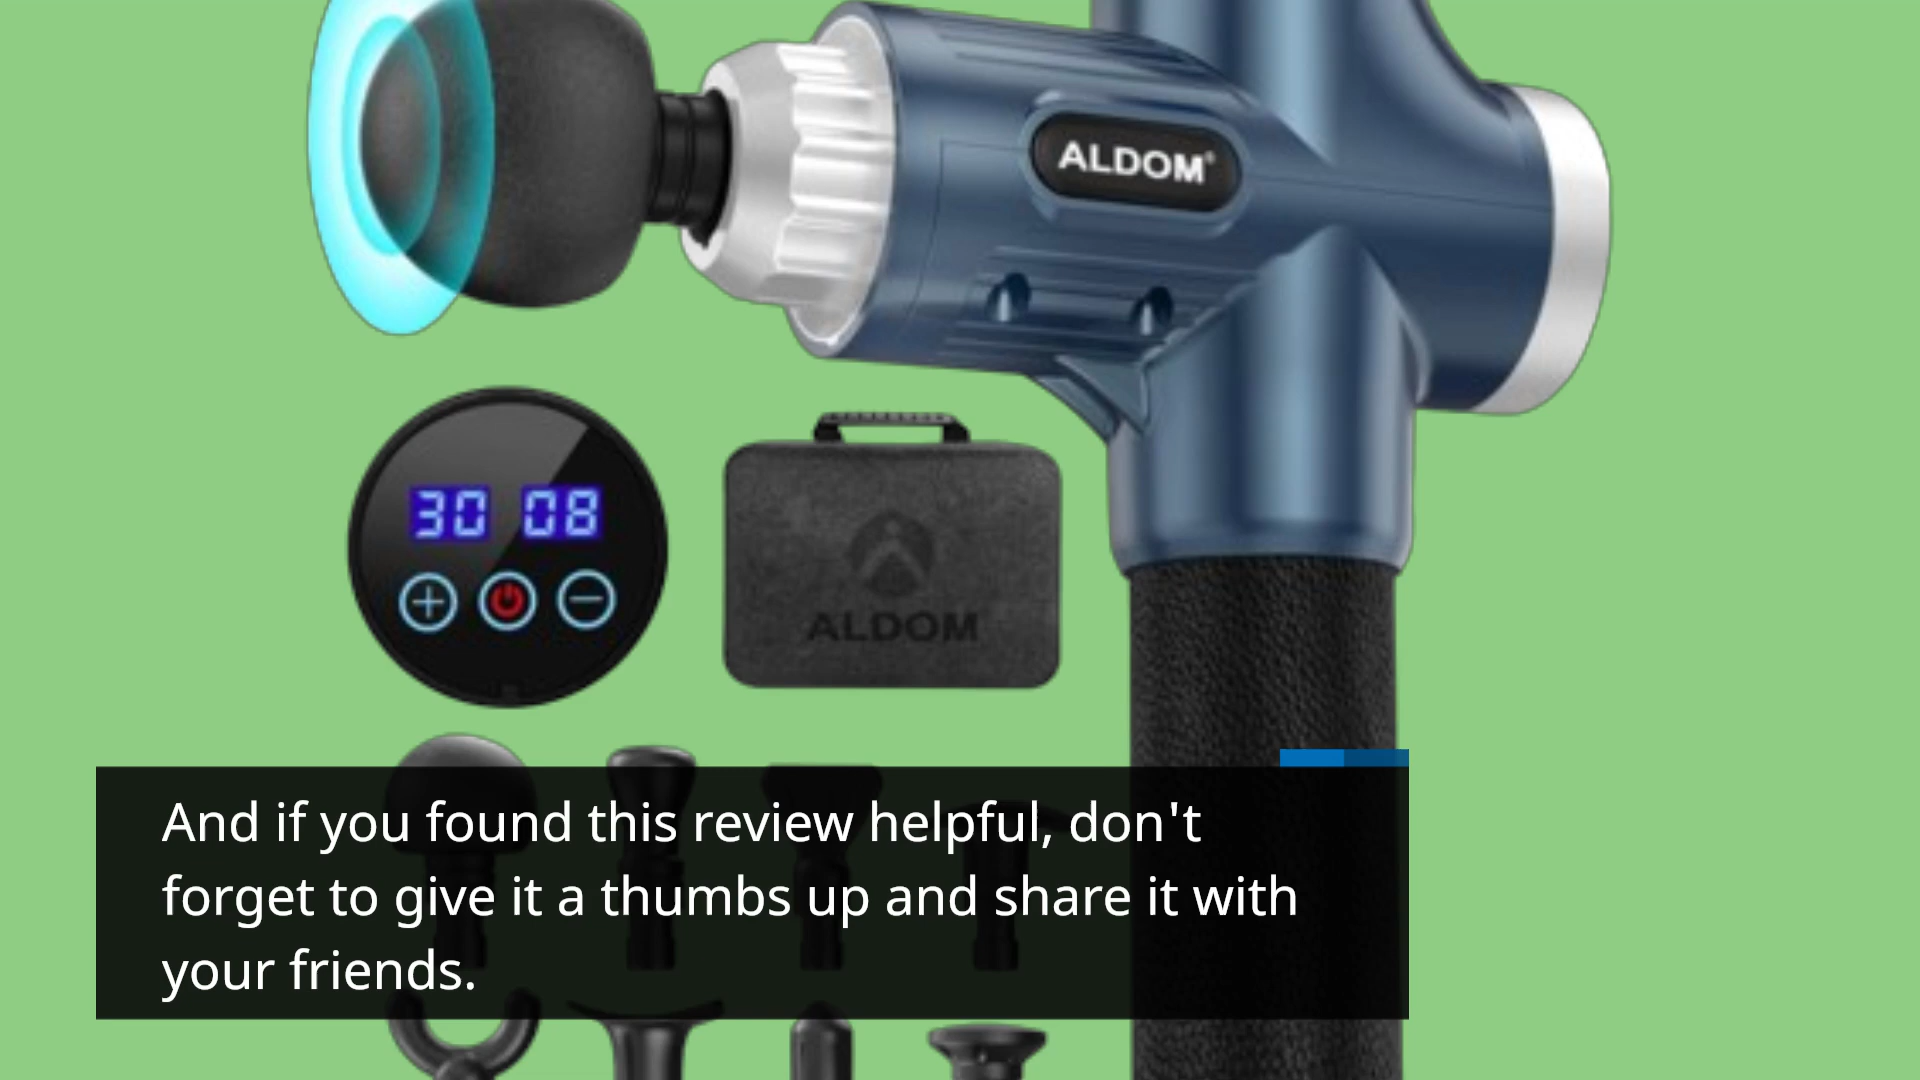 ALDOM®
30 08
ALDOM
And if you found this review helpful, don't
forget to give it a thumbs up and share it with
your friends.